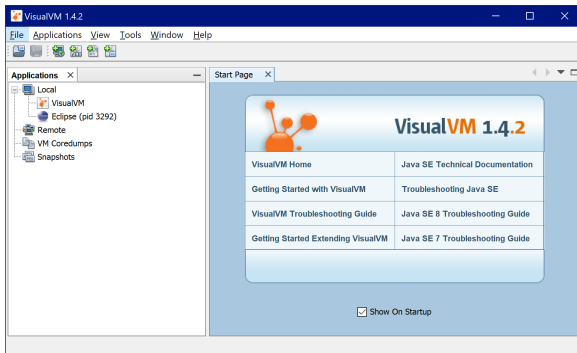 VisualVM 1.4.2
File Applications View Tools Window Help
Applications
Start Page
Local
VisualVM
Eclipse (pid 3292)
Remote
VM Coredumps
Snapshots
VisualVM 1.4.2
VisualVM Home
Java SE Technical Documentation
Getting Started with VisualVM
Troubleshooting Java SE
VisualVM Troubleshooting Guide
Java SE 8 Troubleshooting Guide
Getting Started Extending VisualVM
Java SE 7 Troubleshooting Guide
Show On Startup